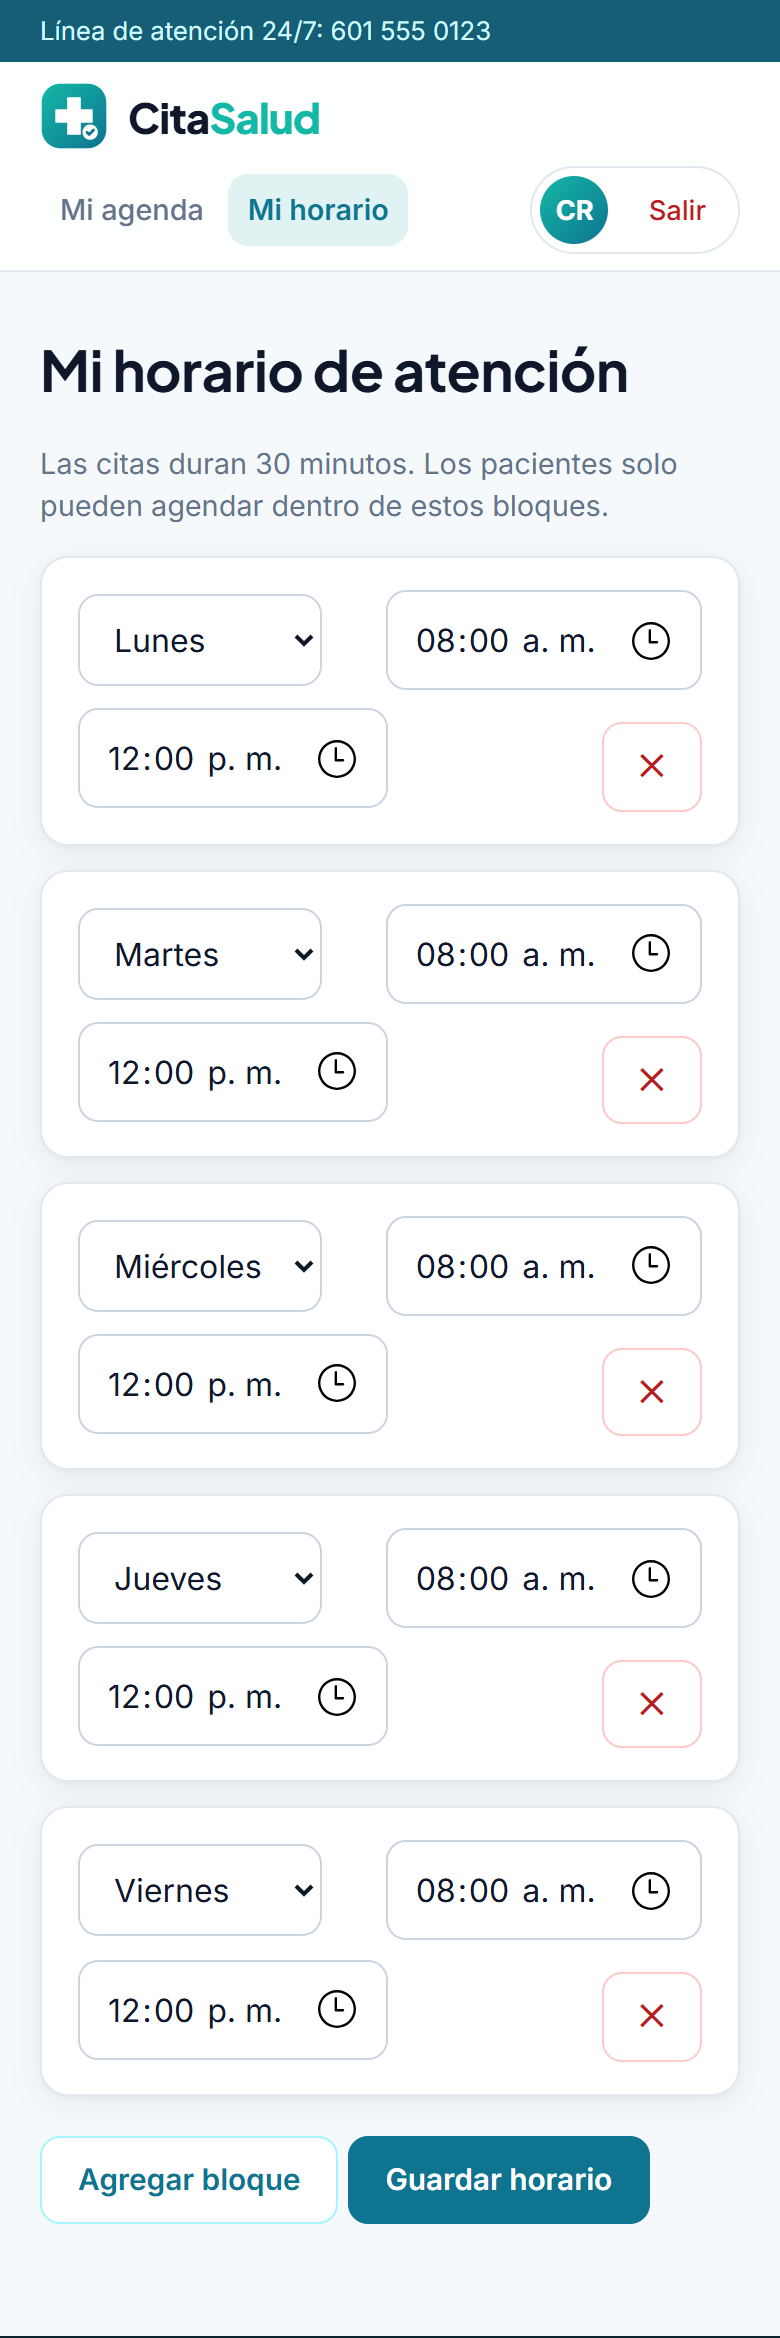 Línea de atención 24/7: 601 555 0123
CitaSalud
Mi agenda Mi horario CR Salir
Mi horario de atención
Las citas duran 30 minutos. Los pacientes solo
pueden agendar dentro de estos bloques.
Lunes 08:00 a. m.
12:00 p. m.
Martes 08:00 a. m.
12:00 p. m.
Miércoles 08:00 a. m.
12:00 p. m.
Jueves 08:00 a. m.
12:00 p. m.
Viernes 08:00 a. m.
12:00 p. m.
Agregar bloque Guardar horario